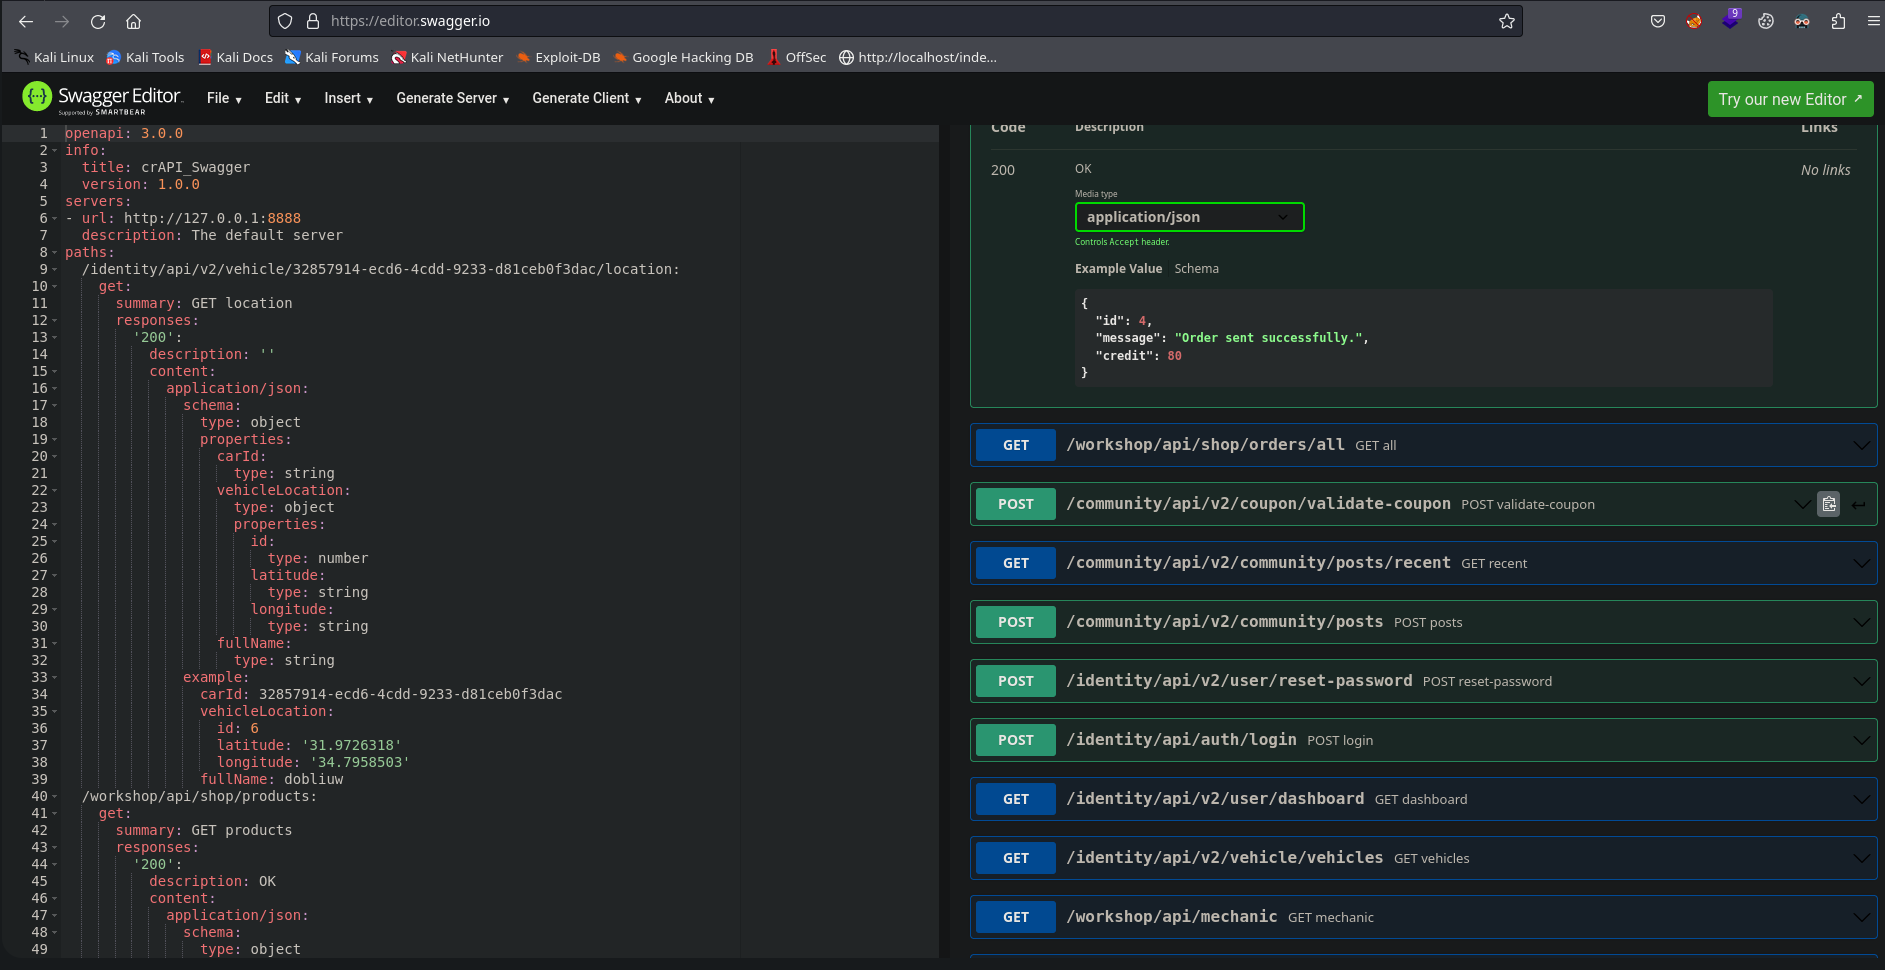 https://editor.swagger.io
9
Kali Linux Kali Tools Kali Docs Kali Forums Kali NetHunter Exploit-DB Google Hacking DB OffSec http://localhost/inde...
Swagger Editor
Supported by SMARTBEAR
File Edit Insert Generate Server Generate Client About
Try our new Editor ↗
1 openapi: 3.0.0
2 info:
3 title: crAPI_Swagger
4 version: 1.0.0
5 servers:
6 - url: http://127.0.0.1:8888
7 description: The default server
8 paths:
9 /identity/api/v2/vehicle/32857914-ecd6-4cdd-9233-d81ceb0f3dac/location:
10 get:
11 summary: GET location
12 responses:
13 '200':
14 description: ''
15 content:
16 application/json:
17 schema:
18 type: object
19 properties:
20 carId:
21 type: string
22 vehicleLocation:
23 type: object
24 properties:
25 id:
26 type: number
27 latitude:
28 type: string
29 longitude:
30 type: string
31 fullName:
32 type: string
33 example:
34 carId: 32857914-ecd6-4cdd-9233-d81ceb0f3dac
35 vehicleLocation:
36 id: 6
37 latitude: '31.9726318'
38 longitude: '34.7958503'
39 fullName: dobliuw
40 /workshop/api/shop/products:
41 get:
42 summary: GET products
43 responses:
44 '200':
45 description: OK
46 content:
47 application/json:
48 schema:
49 type: object
Code Description Links
200 OK No links
Media type
application/json
Controls Accept header.
Example Value Schema
{
"id": 4,
"message": "Order sent successfully.",
"credit": 80
}
GET /workshop/api/shop/orders/all GET all
POST /community/api/v2/coupon/validate-coupon POST validate-coupon
GET /community/api/v2/community/posts/recent GET recent
POST /community/api/v2/community/posts POST posts
POST /identity/api/v2/user/reset-password POST reset-password
POST /identity/api/auth/login POST login
GET /identity/api/v2/user/dashboard GET dashboard
GET /identity/api/v2/vehicle/vehicles GET vehicles
GET /workshop/api/mechanic GET mechanic